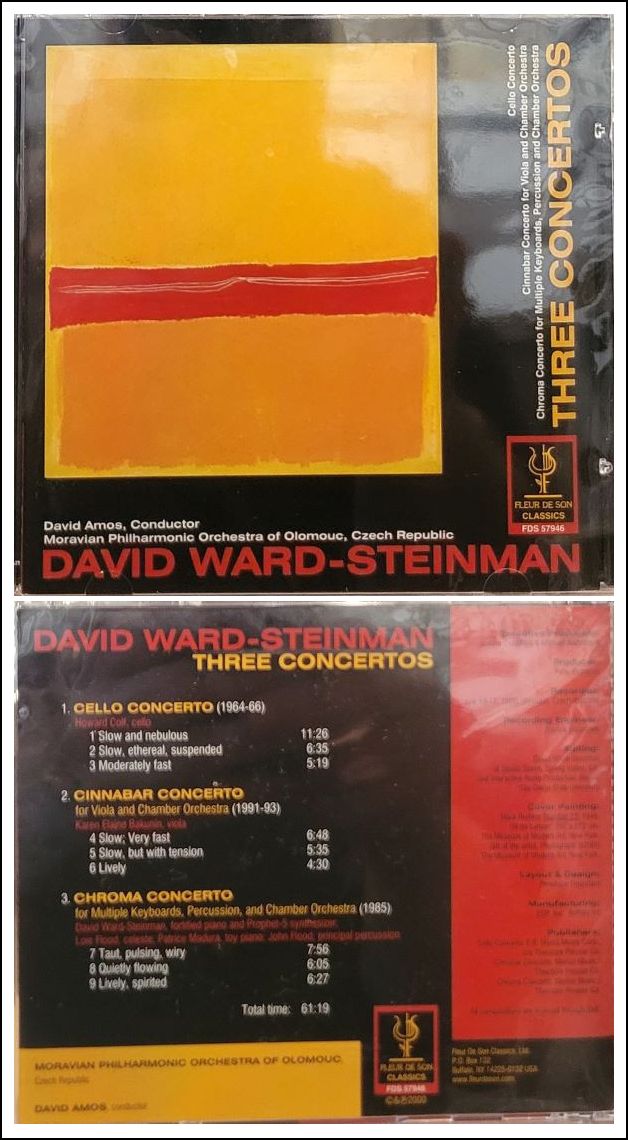 Cello Concerto
Cinnabar Concerto for Viola and Chamber Orchestra
Chroma Concerto for Multiple Keyboards, Percussion and Chamber Orchestra
THREE CONCERTOS
FLEUR DE SON
CLASSICS
FDS 57946
David Amos, Conductor
Moravian Philharmonic Orchestra of Olomouc, Czech Republic
DAVID WARD-STEINMAN
DAVID WARD-STEINMAN
THREE CONCERTOS
1. CELLO CONCERTO (1964-66)
Howard Colf, cello
1 Slow and nebulous 11:26
2 Slow, ethereal, suspended 6:35
3 Moderately fast 5:19
2. CINNABAR CONCERTO
for Viola and Chamber Orchestra (1991-93)
Karen Elaine Bakunin, viola
4 Slow; Very fast 6:48
5 Slow, but with tension 5:35
6 Lively 4:30
3. CHROMA CONCERTO
for Multiple Keyboards, Percussion, and Chamber Orchestra (1985)
David Ward-Steinman, fortified piano and Prophet-5 synthesizer,
Lois Flood, celeste, Patrice Madura, toy piano, John Flood, principal percussion
7 Taut, pulsing, wiry 7:56
8 Quietly flowing 6:05
9 Lively, spirited 6:27
Total time: 61:19
MORAVIAN PHILHARMONIC ORCHESTRA OF OLOMOUC,
Czech Republic
DAVID AMOS, conductor
FLEUR DE SON
CLASSICS
FDS 57946
©&℗2000
Producer:
Recording Engineer:
Editing:
Cover Painting:
Layout & Design:
Manufacturing:
Publishers:
Fleur De Son Classics, Ltd.
P.O. Box 132
Buffalo, NY 14226-0132 USA
www.fleurdeson.com